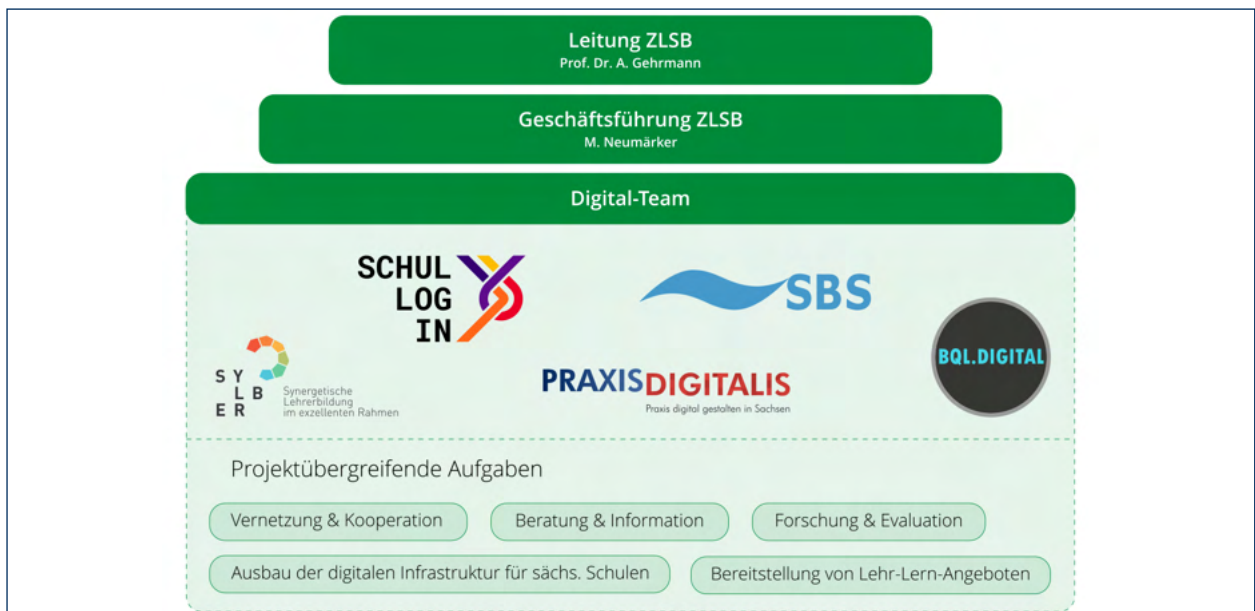 Leitung ZLSB
Prof. Dr. A. Gehrmann
Geschäftsführung ZLSB
M. Neumärker
Digital-Team
SCHUL
LOG
IN
SBS
BQL.DIGITAL
S Y
L B
E R
Synergetische
Lehrerbildung
im exzellenten Rahmen
PRAXISDIGITALIS
Praxis digital gestalten in Sachsen
Projektübergreifende Aufgaben
Vernetzung & Kooperation
Beratung & Information
Forschung & Evaluation
Ausbau der digitalen Infrastruktur für sächs. Schulen
Bereitstellung von Lehr-Lern-Angeboten